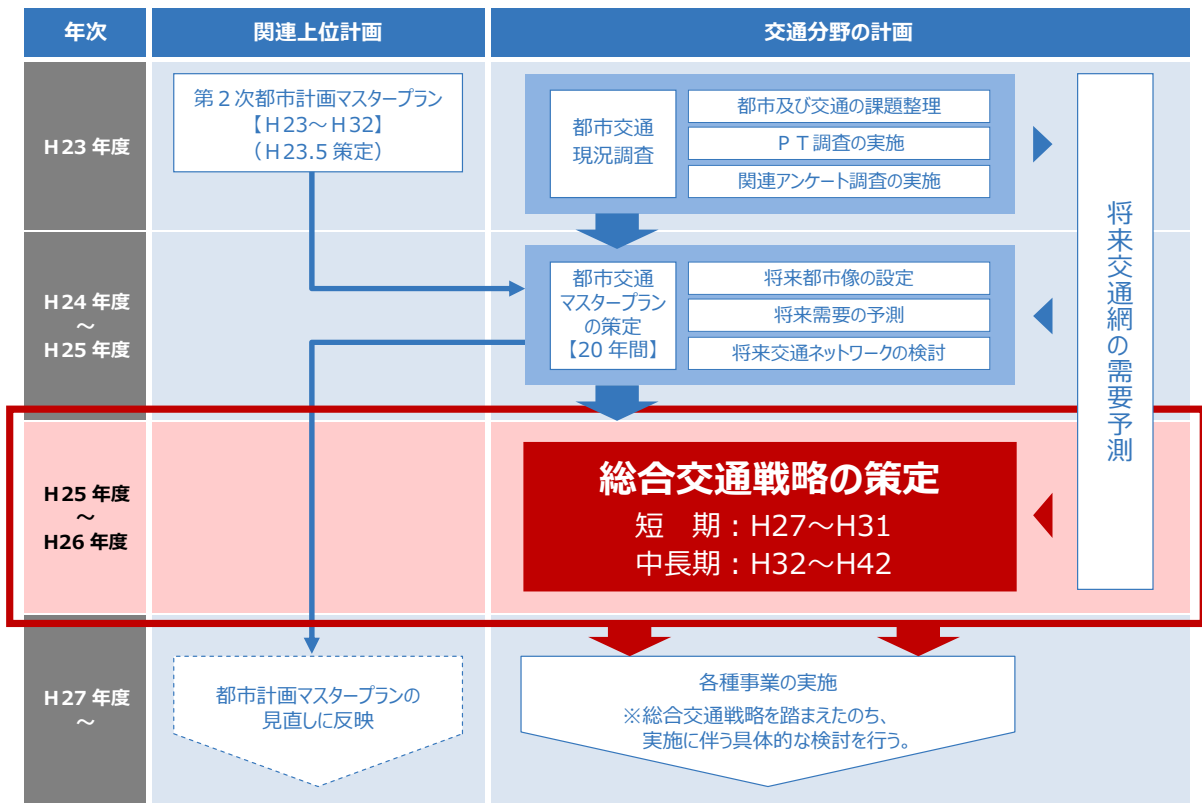 年次
関連上位計画
交通分野の計画
H23 年度
第2次都市計画マスタープラン
【H23～H32】
（H23.5 策定）
都市交通
現況調査
都市及び交通の課題整理
ＰＴ調査の実施
関連アンケート調査の実施
将来交通網の需要予測
H24 年度
～
H25 年度
都市交通
マスタープラン
の策定
【20 年間】
将来都市像の設定
将来需要の予測
将来交通ネットワークの検討
H25 年度
～
H26 年度
総合交通戦略の策定
短　期：H27～H31
中長期：H32～H42
H27 年度
～
都市計画マスタープランの
見直しに反映
各種事業の実施
※総合交通戦略を踏まえたのち、
実施に伴う具体的な検討を行う。